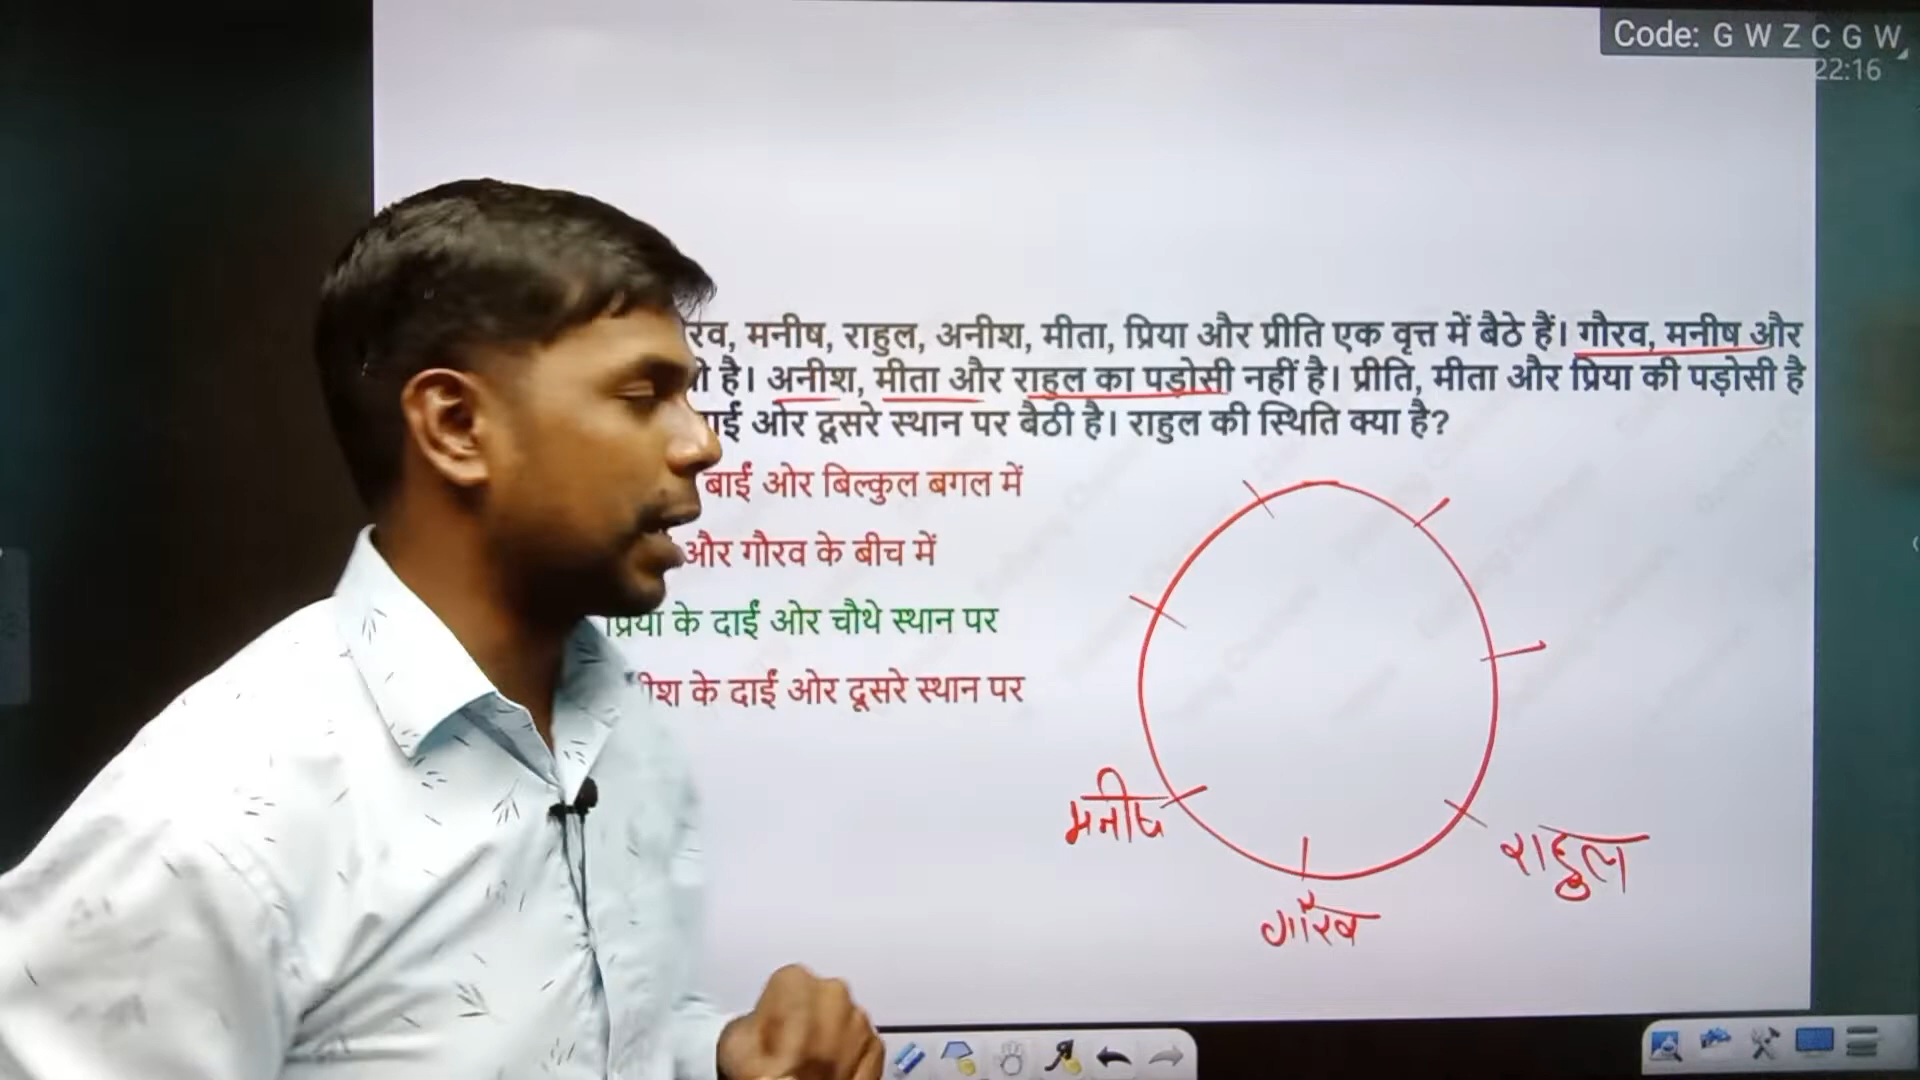 Code: G W Z C G W
22:16
मनीष, राहुल, अनीश, मीता, प्रिया और प्रीति एक वृत्त में बैठे हैं। गौरव, मनीष और
है। अनीश, मीता और राहुल का पड़ोसी नहीं है। प्रीति, मीता और प्रिया की पड़ोसी है
ओर दूसरे स्थान पर बैठी है। राहुल की स्थिति क्या है?
बाईं ओर बिल्कुल बगल में
और गौरव के बीच में
प्रिया के दाईं ओर चौथे स्थान पर
के दाईं ओर दूसरे स्थान पर
मनीष
राहुल
गौरव